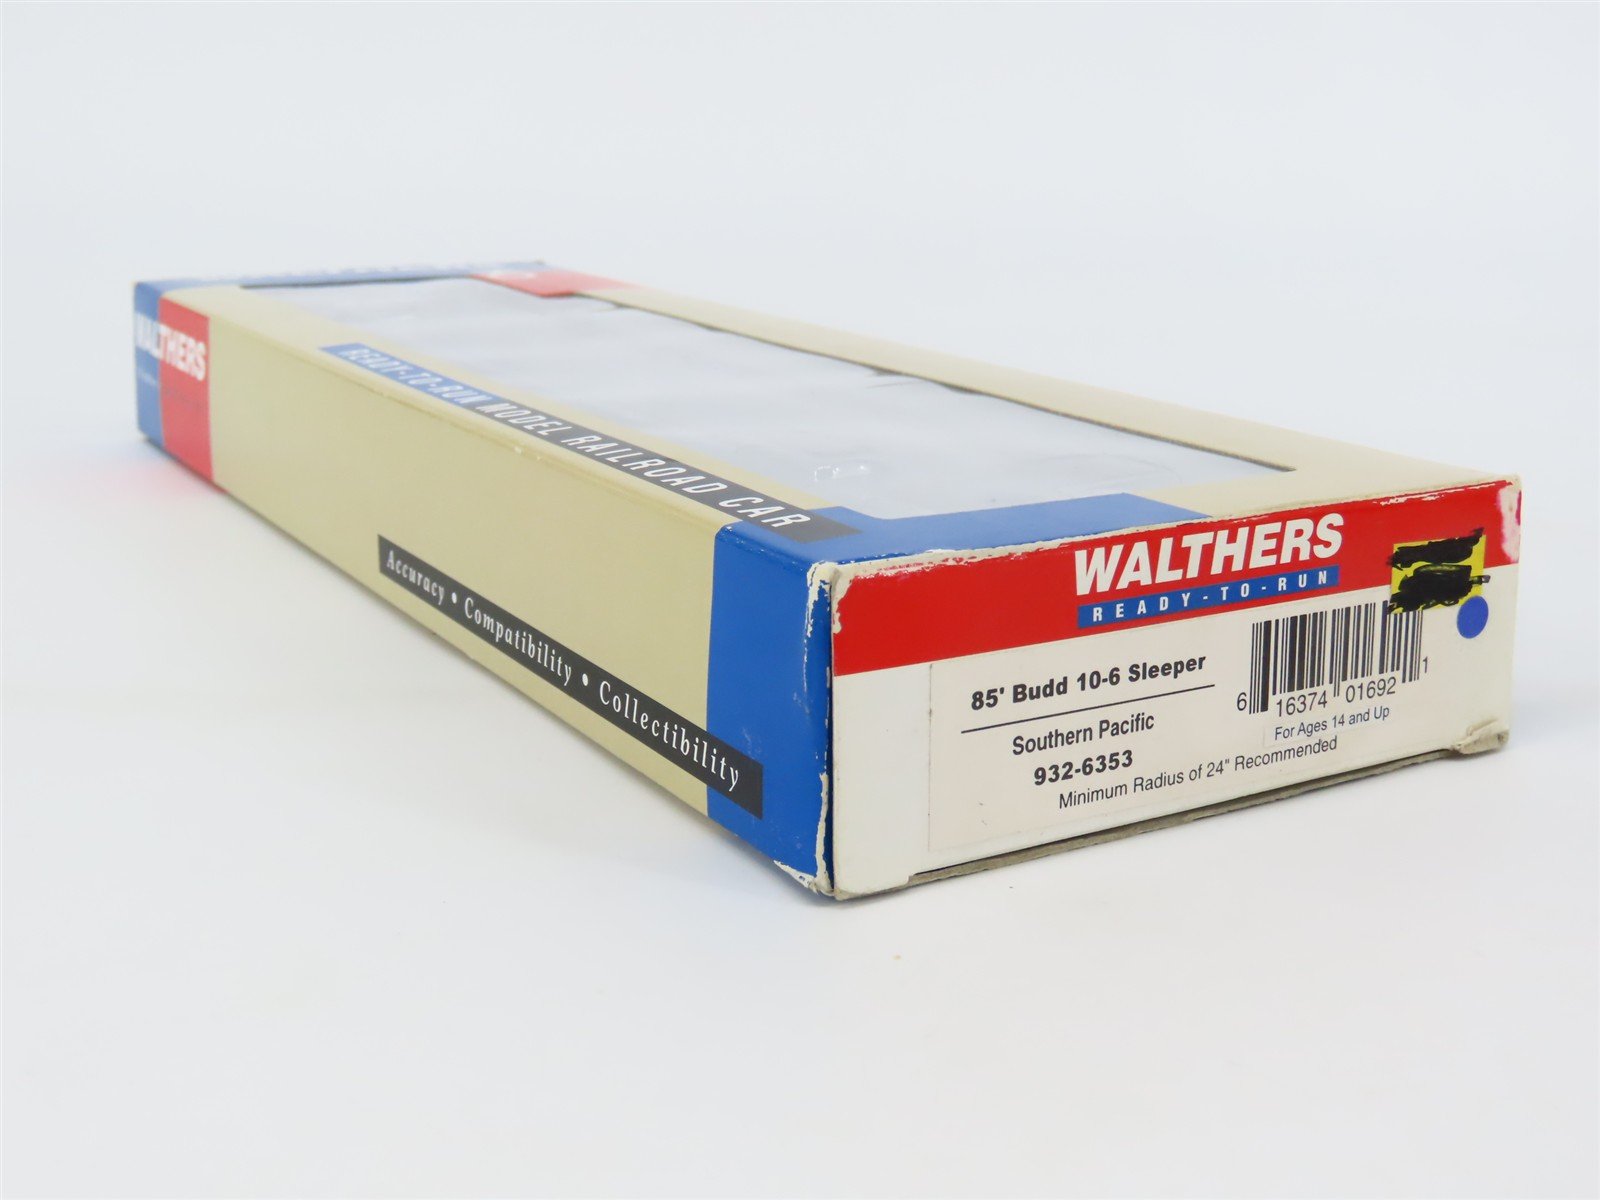 WALTHERS
READY-TO-RUN MODEL RAILROAD CAR
Accuracy • Compatibility • Collectibility
WALTHERS
READY-TO-RUN
85' Budd 10-6 Sleeper
Southern Pacific
932-6353
Minimum Radius of 24" Recommended
6 16374 01692 1
For Ages 14 and Up